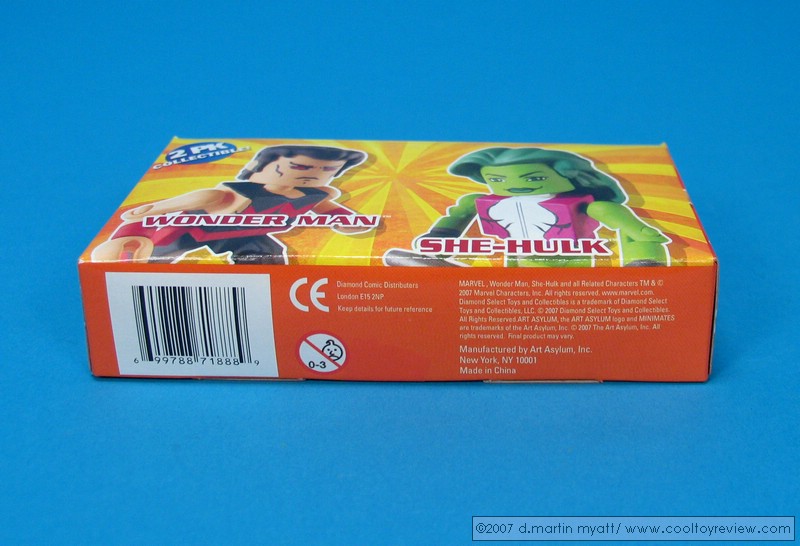 2 PK
COLLECTIBLE
WONDER MAN
SHE-HULK
CE
Diamond Comic Distributers
London E15 2NP
Keep details for future reference
0-3
6 99788 71888 9
MARVEL, Wonder Man, She-Hulk and all Related Characters TM & ©
2007 Marvel Characters, Inc. All rights reserved. www.marvel.com.
Diamond Select Toys and Collectibles is a trademark of Diamond Select
Toys and Collectibles, LLC. © 2007 Diamond Select Toys and Collectibles.
All Rights Reserved ART ASYLUM, the ART ASYLUM logo and MINIMATES
are trademarks of the Art Asylum, Inc. © 2007 The Art Asylum, Inc. All
rights reserved. Final product may vary.
Manufactured by Art Asylum, Inc.
New York, NY 10001
Made in China
©2007 d.martin myatt/ www.cooltoyreview.com